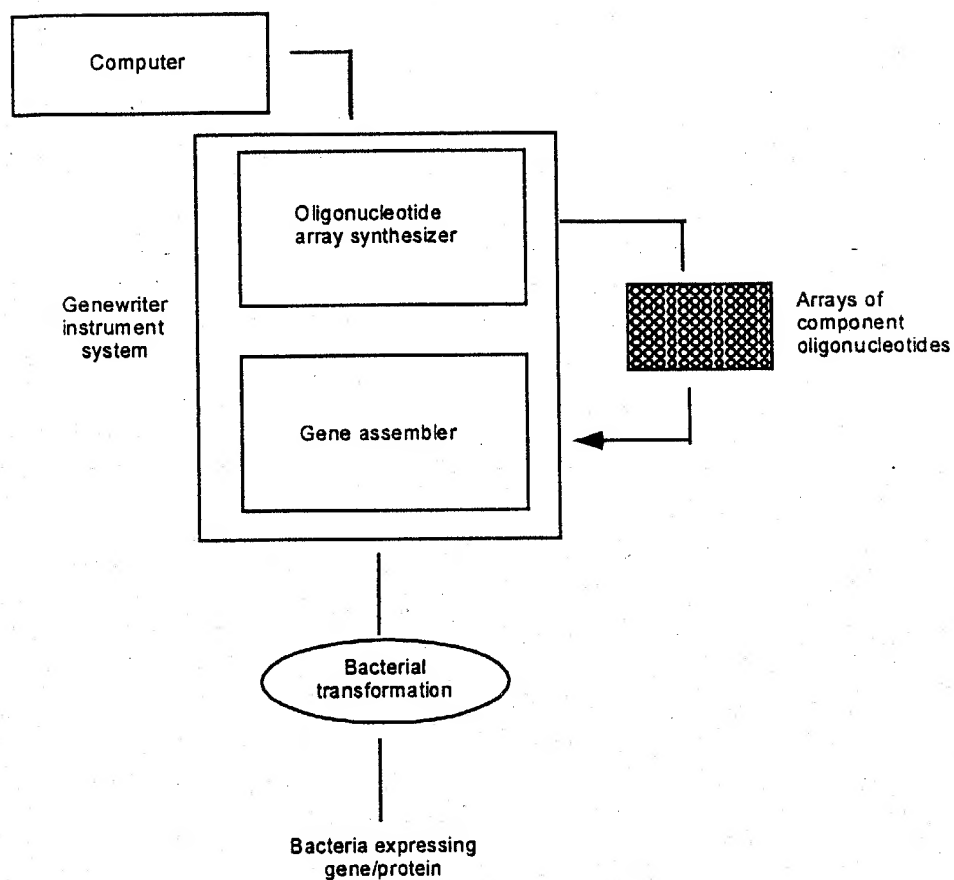 Computer
Oligonucleotide
array synthesizer
Genewriter
instrument
system
Arrays of
component
oligonucleotides
Gene assembler
Bacterial
transformation
Bacteria expressing
gene/protein